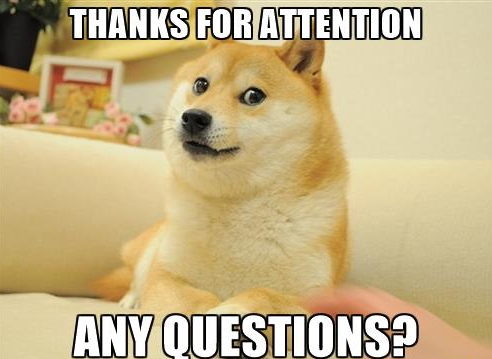 THANKS FOR ATTENTION
ANY QUESTIONS?